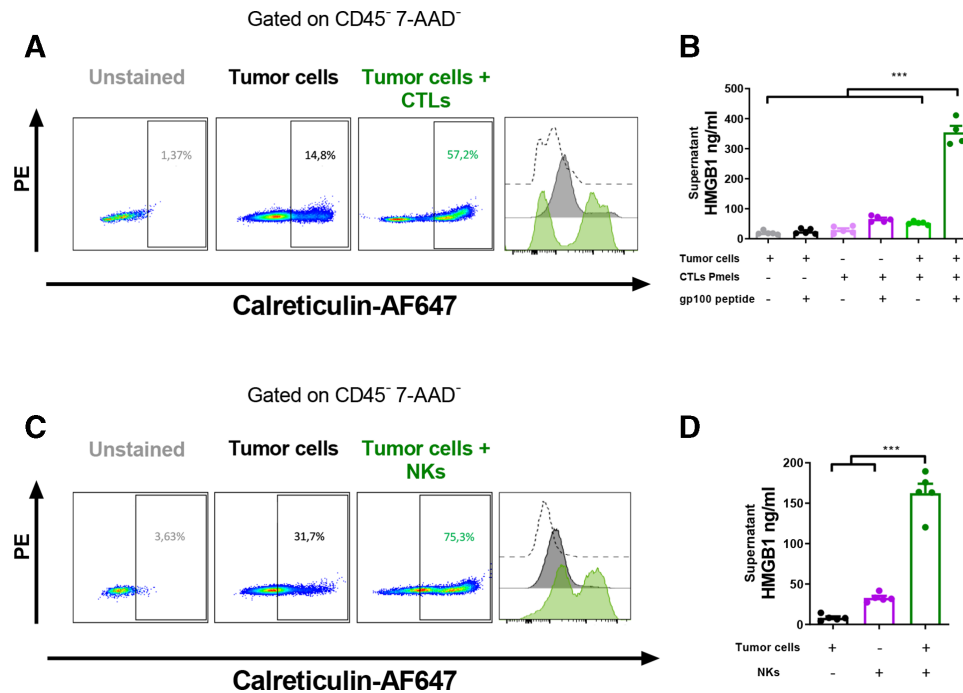 Gated on CD45⁻ 7-AAD⁻
A
Unstained
Tumor cells
Tumor cells +
CTLs
PE
1,37%
14,8%
57,2%
Calreticulin-AF647
B
***
Supernatant
HMGB1 ng/ml
500
400
300
200
100
0
Tumor cells + + - - + +
CTLs Pmels - - + + + +
gp100 peptide - + - + - +
Gated on CD45⁻ 7-AAD⁻
C
Unstained
Tumor cells
Tumor cells +
NKs
PE
3,63%
31,7%
75,3%
Calreticulin-AF647
D
***
Supernatant
HMGB1 ng/ml
200
150
100
50
0
Tumor cells + - +
NKs - + +